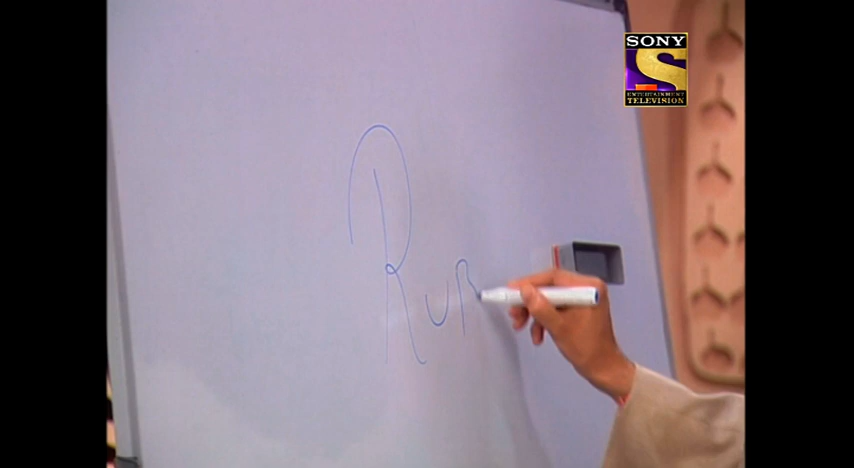 SONY
S
ENTERTAINMENT
TELEVISION
Rup